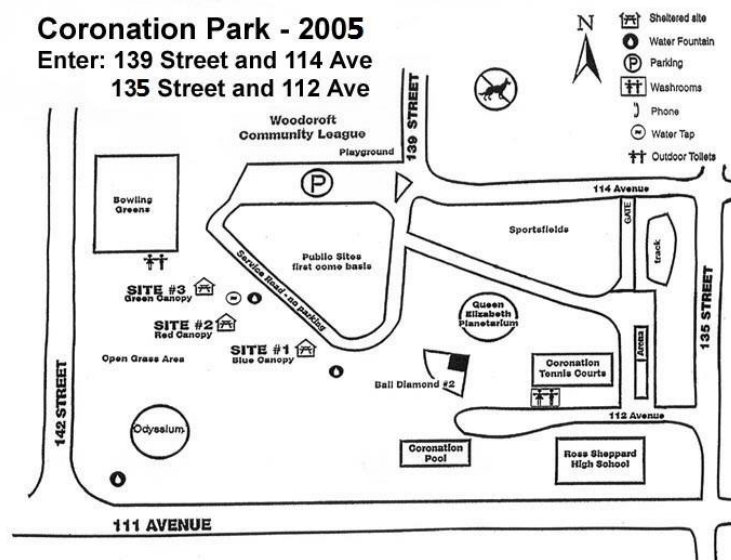 Coronation Park - 2005
Enter: 139 Street and 114 Ave
135 Street and 112 Ave
N
Sheltered site
Water Fountain
P Parking
Washrooms
Phone
Water Tap
Outdoor Toilets
Woodcroft
Community League
Playground
139 STREET
P
114 Avenue
Bowling
Greens
GATE
Sportsfields
track
Public Sites
first come basis
Service Road - no parking
135 STREET
SITE #3
Green Canopy
Queen
Elizabeth
Planetarium
SITE #2
Red Canopy
SITE #1
Blue Canopy
Arena
Open Grass Area
Coronation
Tennis Courts
Ball Diamond #2
142 STREET
112 Avenue
Odyssium
Coronation
Pool
Ross Sheppard
High School
111 AVENUE